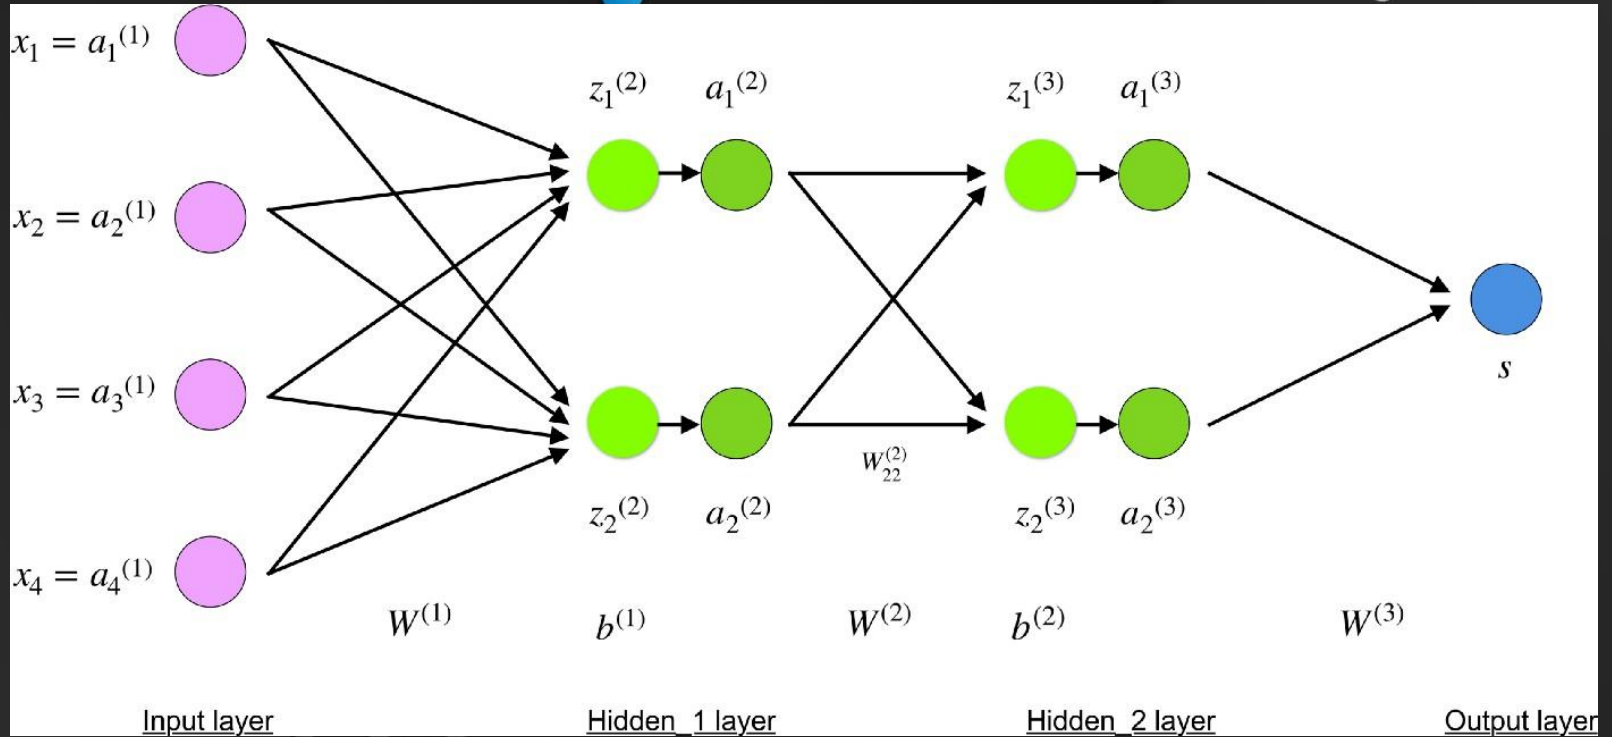 x₁ = a₁⁽¹⁾
z₁⁽²⁾ a₁⁽²⁾ z₁⁽³⁾ a₁⁽³⁾
x₂ = a₂⁽¹⁾
s
x₃ = a₃⁽¹⁾
W₂₂⁽²⁾
z₂⁽²⁾ a₂⁽²⁾ z₂⁽³⁾ a₂⁽³⁾
x₄ = a₄⁽¹⁾
W⁽¹⁾ b⁽¹⁾ W⁽²⁾ b⁽²⁾ W⁽³⁾
Input layer Hidden_1 layer Hidden_2 layer Output layer